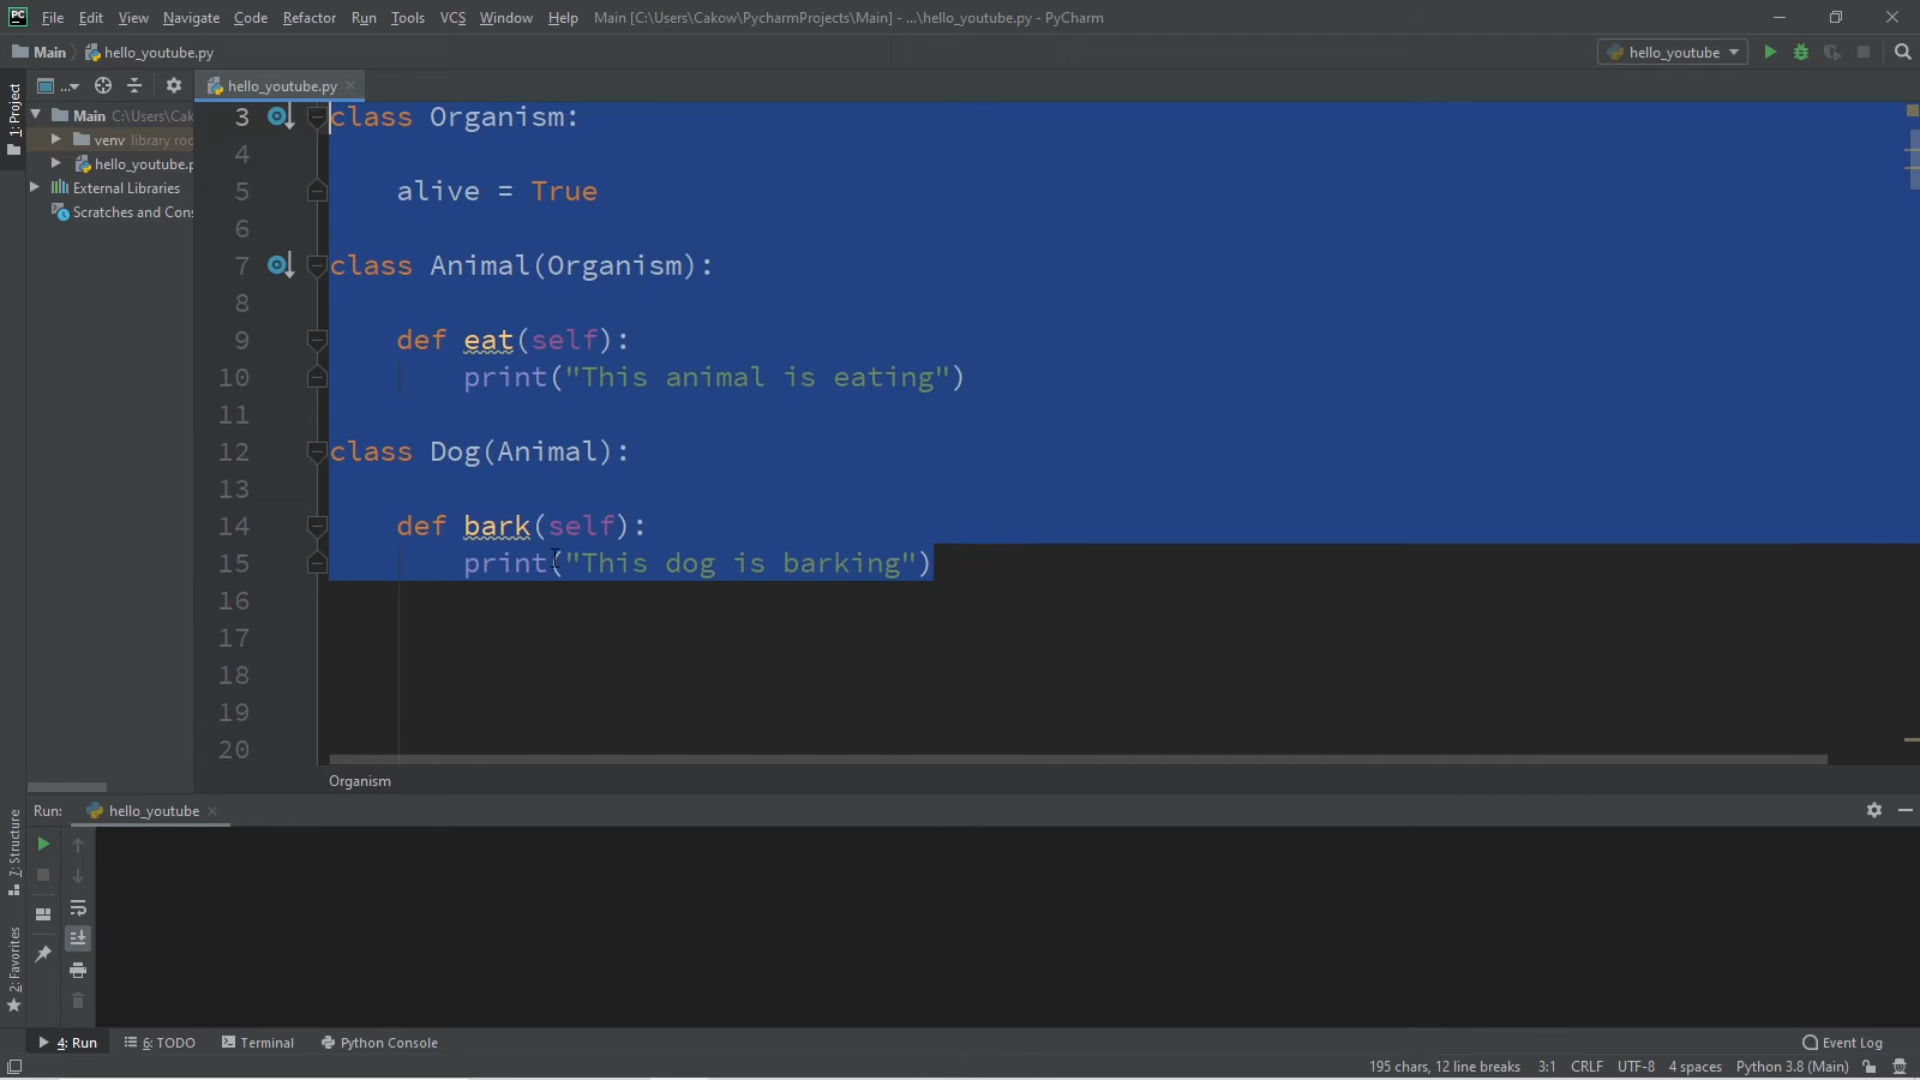 PC File Edit View Navigate Code Refactor Run Tools VCS Window Help Main [C:\Users\Cakow\PycharmProjects\Main] - ...\hello_youtube.py - PyCharm
Main hello_youtube.py hello_youtube
... hello_youtube.py
1: Project
Main C:\Users\Cak
venv library roo
hello_youtube.p
External Libraries
Scratches and Cons
3 class Organism:
4
5 alive = True
6
7 class Animal(Organism):
8
9 def eat(self):
10 print("This animal is eating")
11
12 class Dog(Animal):
13
14 def bark(self):
15 print("This dog is barking")
16
17
18
19
20
Organism
Run: hello_youtube
7: Structure
2: Favorites
4: Run 6: TODO Terminal Python Console Event Log
195 chars, 12 line breaks 3:1 CRLF UTF-8 4 spaces Python 3.8 (Main)